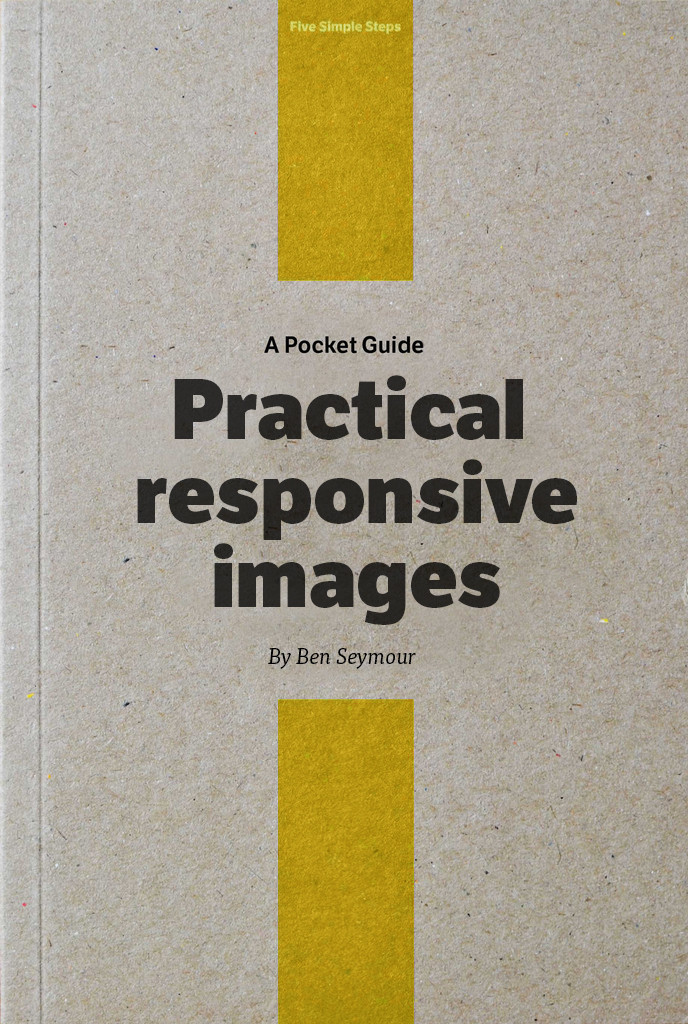 Five Simple Steps
A Pocket Guide
Practical
responsive
images
By Ben Seymour